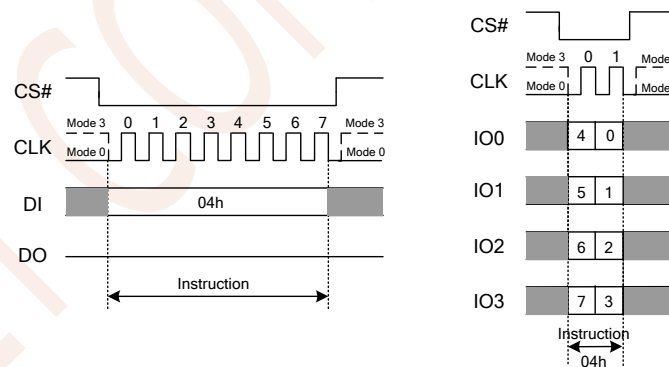 CS#
Mode 3 0 1 2 3 4 5 6 7 Mode 3
CLK
Mode 0 Mode 0
DI 04h
DO
Instruction
CS#
Mode 3 0 1 Mode
CLK
Mode 0 Mode
IO0 4 0
IO1 5 1
IO2 6 2
IO3 7 3
Instruction
04h